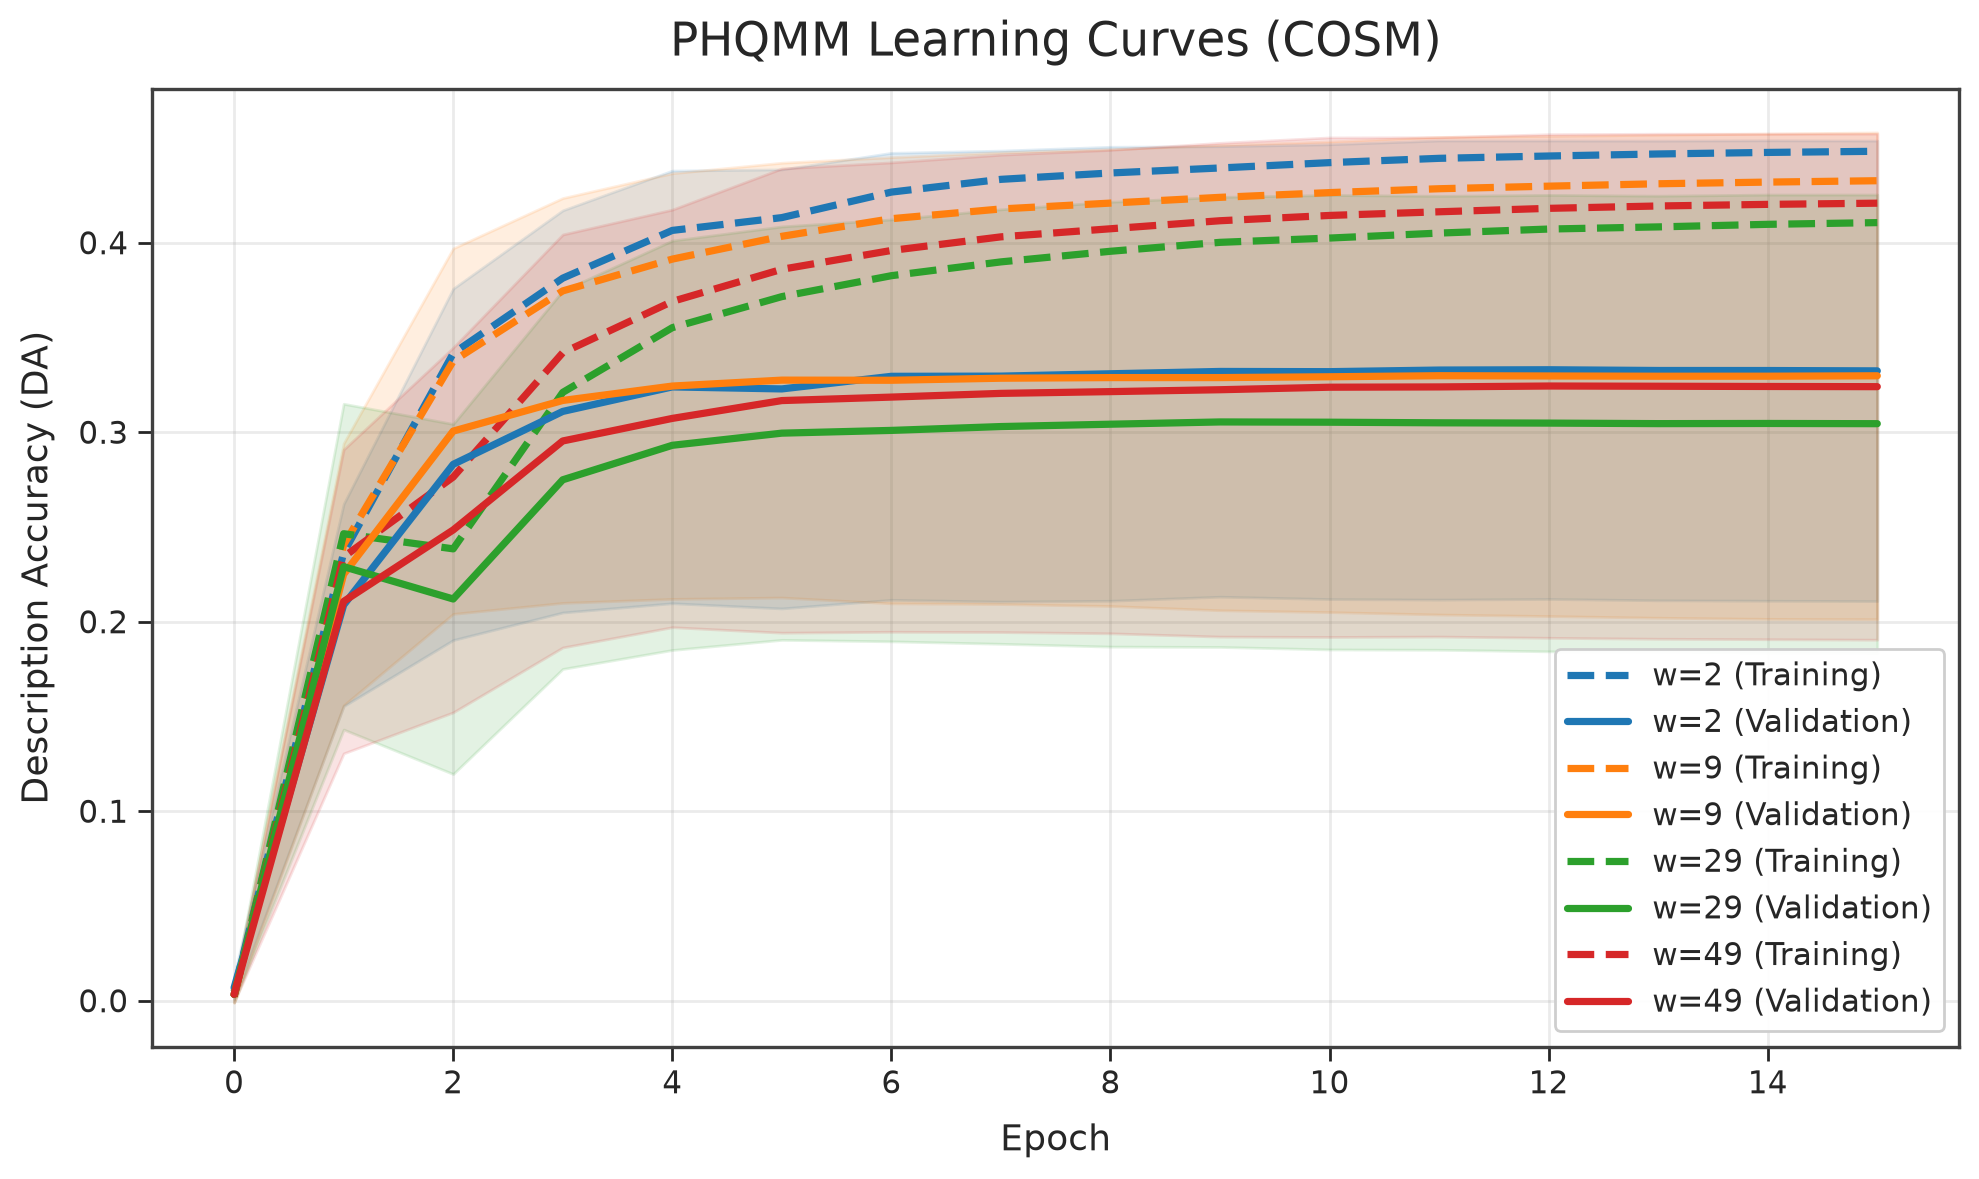 PHQMM Learning Curves (COSM)
Description Accuracy (DA)
0.4
0.3
0.2
0.1
0.0
w=2 (Training)
w=2 (Validation)
w=9 (Training)
w=9 (Validation)
w=29 (Training)
w=29 (Validation)
w=49 (Training)
w=49 (Validation)
0 2 4 6 8 10 12 14
Epoch